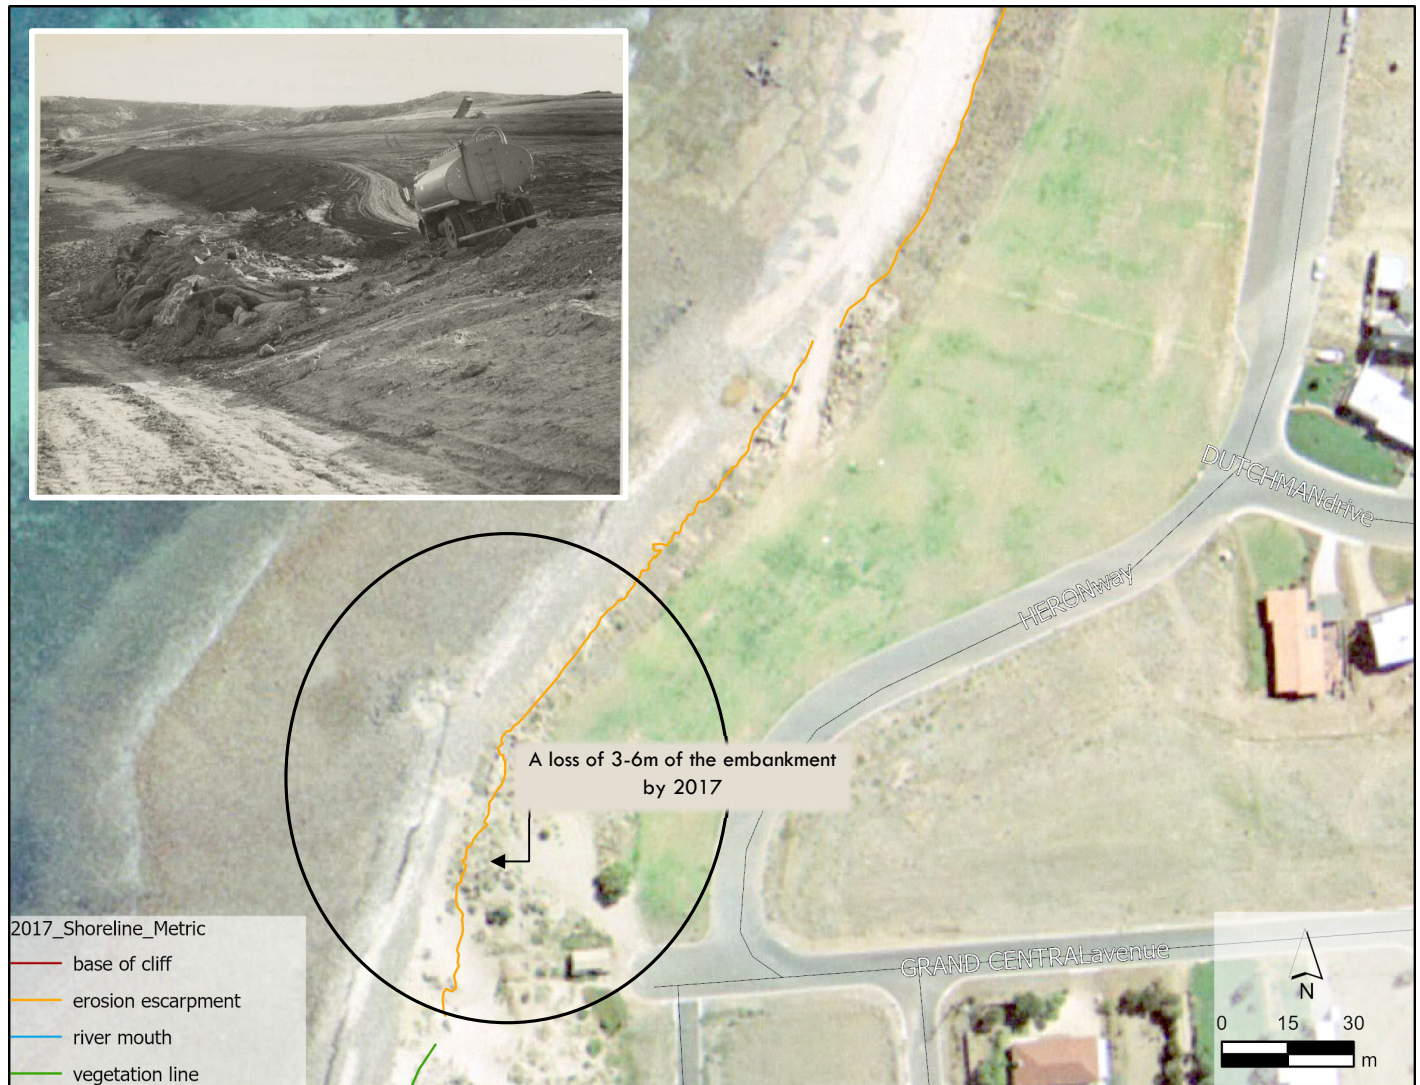 DUTCHMANdrive
HERONway
A loss of 3-6m of the embankment
by 2017
GRAND CENTRALavenue
2017_Shoreline_Metric
base of cliff
erosion escarpment
river mouth
vegetation line
N
0 15 30
m